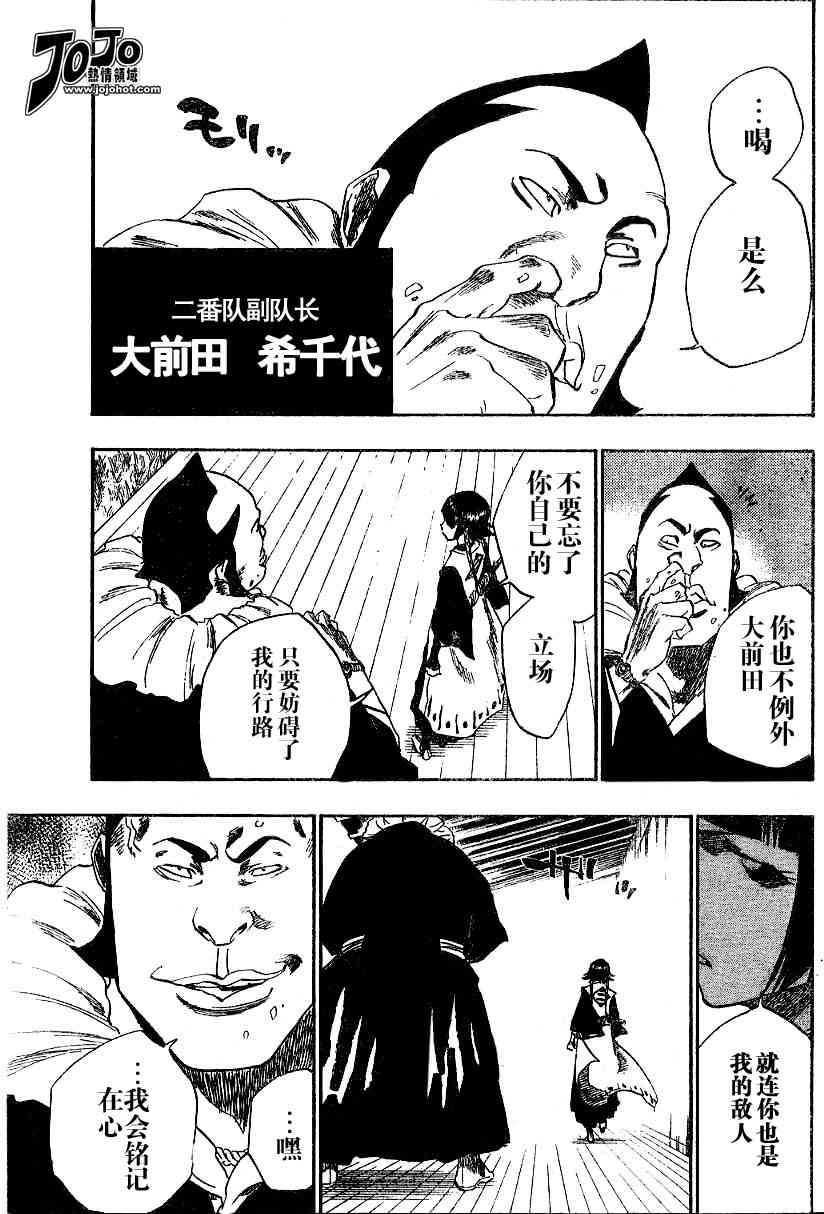 JOJO
熱情領域
www.jojohot.com
モリッ
…喝
是么
二番队副队长
大前田 希千代
你也不例外
大前田
不要忘了
你自己的
立场
只要妨碍了
我的行路
就连你也是
我的敌人
…嘿
…我会铭记
在心